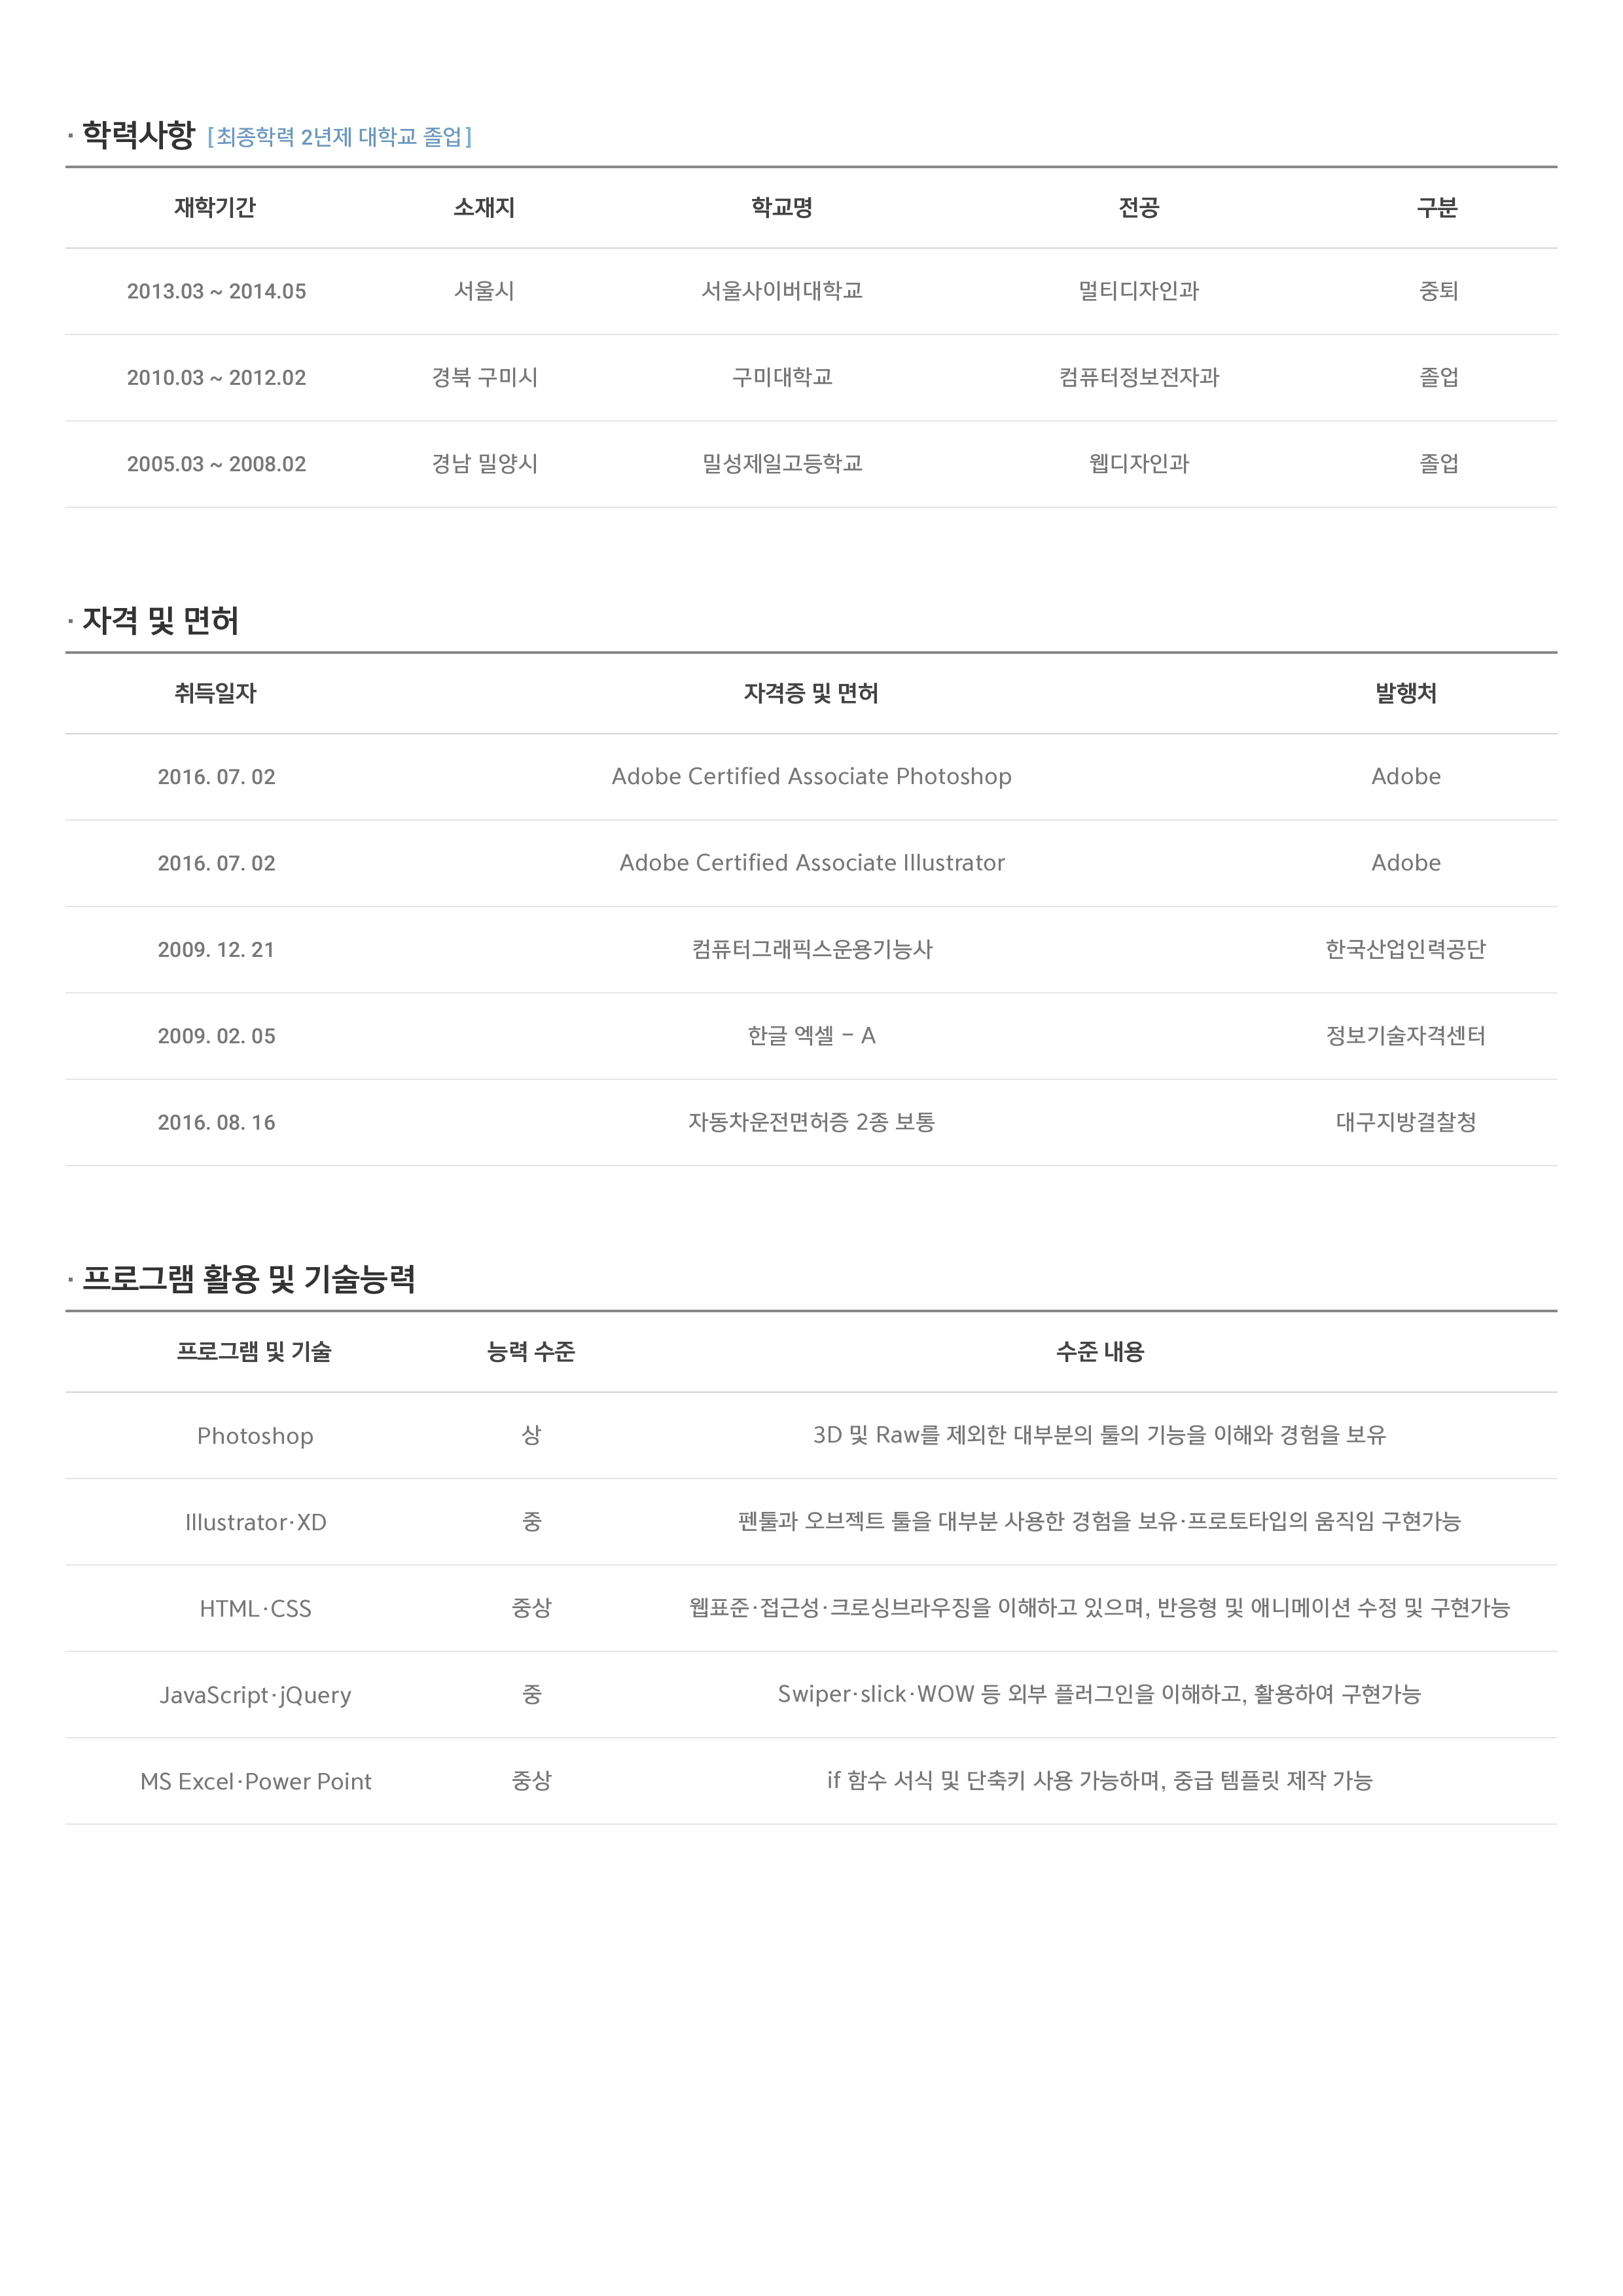 · 학력사항 [최종학력 2년제 대학교 졸업]
재학기간 소재지 학교명 전공 구분
2013.03 ~ 2014.05 서울시 서울사이버대학교 멀티디자인과 중퇴
2010.03 ~ 2012.02 경북 구미시 구미대학교 컴퓨터정보전자과 졸업
2005.03 ~ 2008.02 경남 밀양시 밀성제일고등학교 웹디자인과 졸업
· 자격 및 면허
취득일자 자격증 및 면허 발행처
2016. 07. 02 Adobe Certified Associate Photoshop Adobe
2016. 07. 02 Adobe Certified Associate Illustrator Adobe
2009. 12. 21 컴퓨터그래픽스운용기능사 한국산업인력공단
2009. 02. 05 한글 엑셀 - A 정보기술자격센터
2016. 08. 16 자동차운전면허증 2종 보통 대구지방결찰청
· 프로그램 활용 및 기술능력
프로그램 및 기술 능력 수준 수준 내용
Photoshop 상 3D 및 Raw를 제외한 대부분의 툴의 기능을 이해와 경험을 보유
Illustrator·XD 중 펜툴과 오브젝트 툴을 대부분 사용한 경험을 보유·프로토타입의 움직임 구현가능
HTML·CSS 중상 웹표준·접근성·크로싱브라우징을 이해하고 있으며, 반응형 및 애니메이션 수정 및 구현가능
JavaScript·jQuery 중 Swiper·slick·WOW 등 외부 플러그인을 이해하고, 활용하여 구현가능
MS Excel·Power Point 중상 if 함수 서식 및 단축키 사용 가능하며, 중급 템플릿 제작 가능